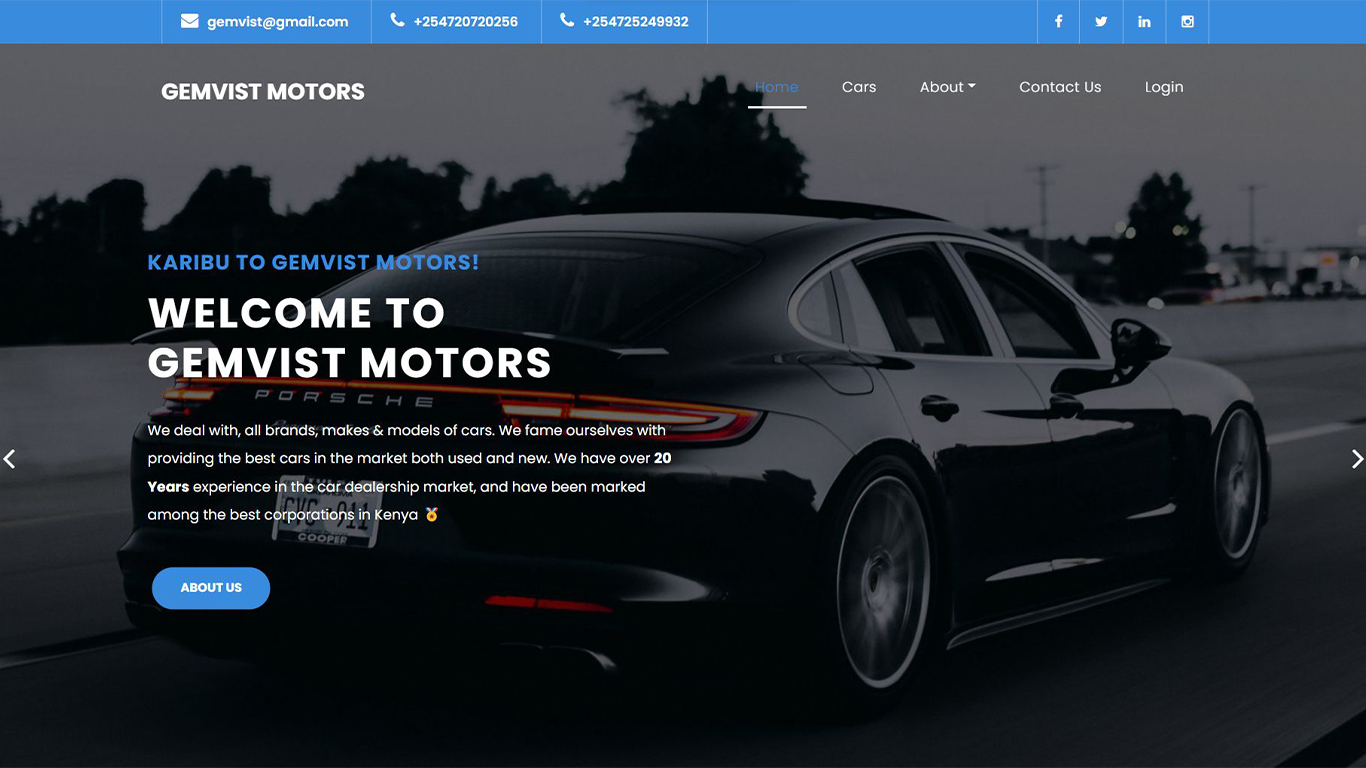 gemvist@gmail.com
+254720720256
+254725249932
GEMVIST MOTORS
Home
Cars
About
Contact Us
Login
KARIBU TO GEMVIST MOTORS!
WELCOME TO
GEMVIST MOTORS
PORSCHE
We deal with, all brands, makes & models of cars. We fame ourselves with
providing the best cars in the market both used and new. We have over 20
Years experience in the car dealership market, and have been marked
among the best corporations in Kenya 🏅
COOPER
ABOUT US